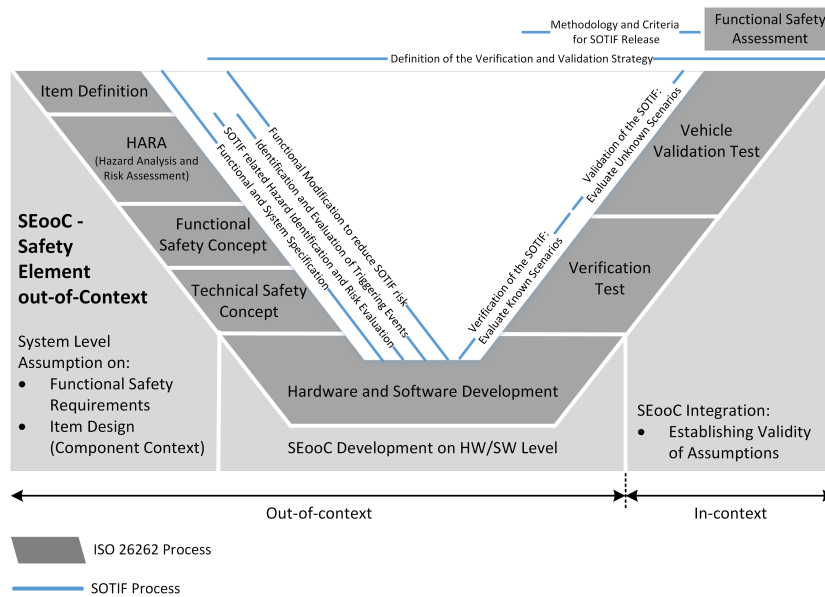 Methodology and Criteria
for SOTIF Release
Functional Safety
Assessment
Definition of the Verification and Validation Strategy
Item Definition
HARA
(Hazard Analysis and
Risk Assessment)
Functional
Safety Concept
Technical Safety
Concept
Functional Modification to reduce SOTIF risk
Identification and Evaluation of Triggering Events
SOTIF related Hazard Identification and Risk Evaluation
Functional and System Specification
Verification of the SOTIF:
Evaluate Known Scenarios
Validation of the SOTIF:
Evaluate Unknown Scenarios
Vehicle
Validation Test
Verification
Test
Hardware and Software Development
SEooC -
Safety
Element
out-of-Context
System Level
Assumption on:
• Functional Safety
Requirements
• Item Design
(Component Context)
SEooC Development on HW/SW Level
SEooC Integration:
• Establishing Validity
of Assumptions
Out-of-context
In-context
ISO 26262 Process
SOTIF Process